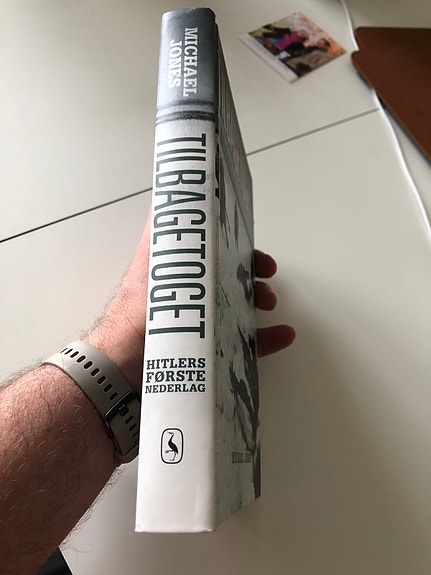 MICHAEL
JONES
TILBAGETOGET
HITLERS
FØRSTE
NEDERLAG